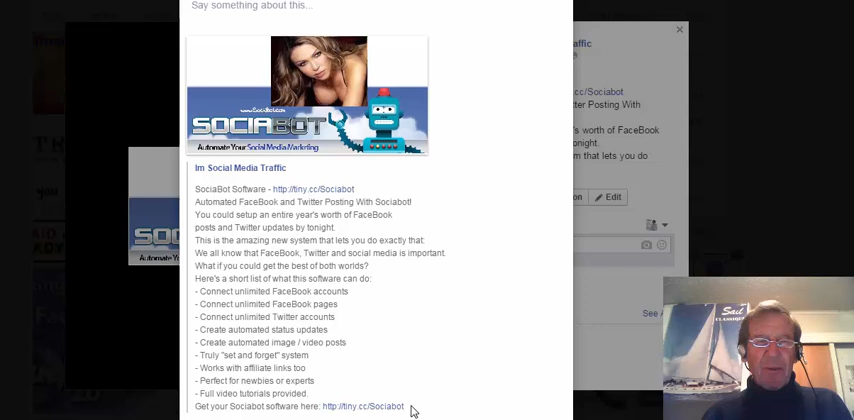 Say something about this...
www.Sociabot.com
SOCIABOT
Automate Your Social Media Marketing
Im Social Media Traffic
SociaBot Software - http://tiny.cc/Sociabot
Automated FaceBook and Twitter Posting With Sociabot!
You could setup an entire year's worth of FaceBook
posts and Twitter updates by tonight.
This is the amazing new system that lets you do exactly that:
We all know that FaceBook, Twitter and social media is important.
What if you could get the best of both worlds?
Here's a short list of what this software can do:
- Connect unlimited FaceBook accounts
- Connect unlimited FaceBook pages
- Connect unlimited Twitter accounts
- Create automated status updates
- Create automated image / video posts
- Truly "set and forget" system
- Works with affiliate links too
- Perfect for newbies or experts
- Full video tutorials provided.
Get your Sociabot software here: http://tiny.cc/Sociabot
affic
.cc/Sociabot
tter Posting With
's worth of FaceBook
onight.
m that lets you do
on
Edit
See A
Automate Yo
you
KID
Sail
CLASSIQUE